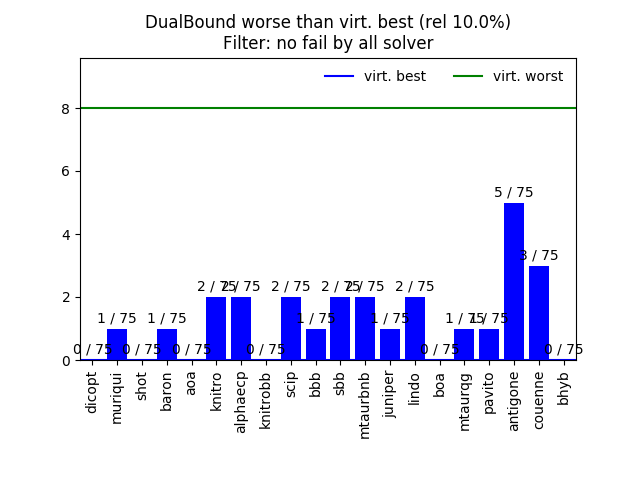 DualBound worse than virt. best (rel 10.0%)
Filter: no fail by all solver
virt. best
virt. worst
8
6
4
2
0
0 / 75
1 / 75
0 / 75
1 / 75
0 / 75
2 / 75
2 / 75
0 / 75
2 / 75
1 / 75
2 / 75
2 / 75
1 / 75
2 / 75
0 / 75
1 / 75
1 / 75
5 / 75
3 / 75
0 / 75
dicopt
muriqui
shot
baron
aoa
knitro
alphaecp
knitrobb
scip
bbb
sbb
mtaurbnb
juniper
lindo
boa
mtaurqg
pavito
antigone
couenne
bhyb